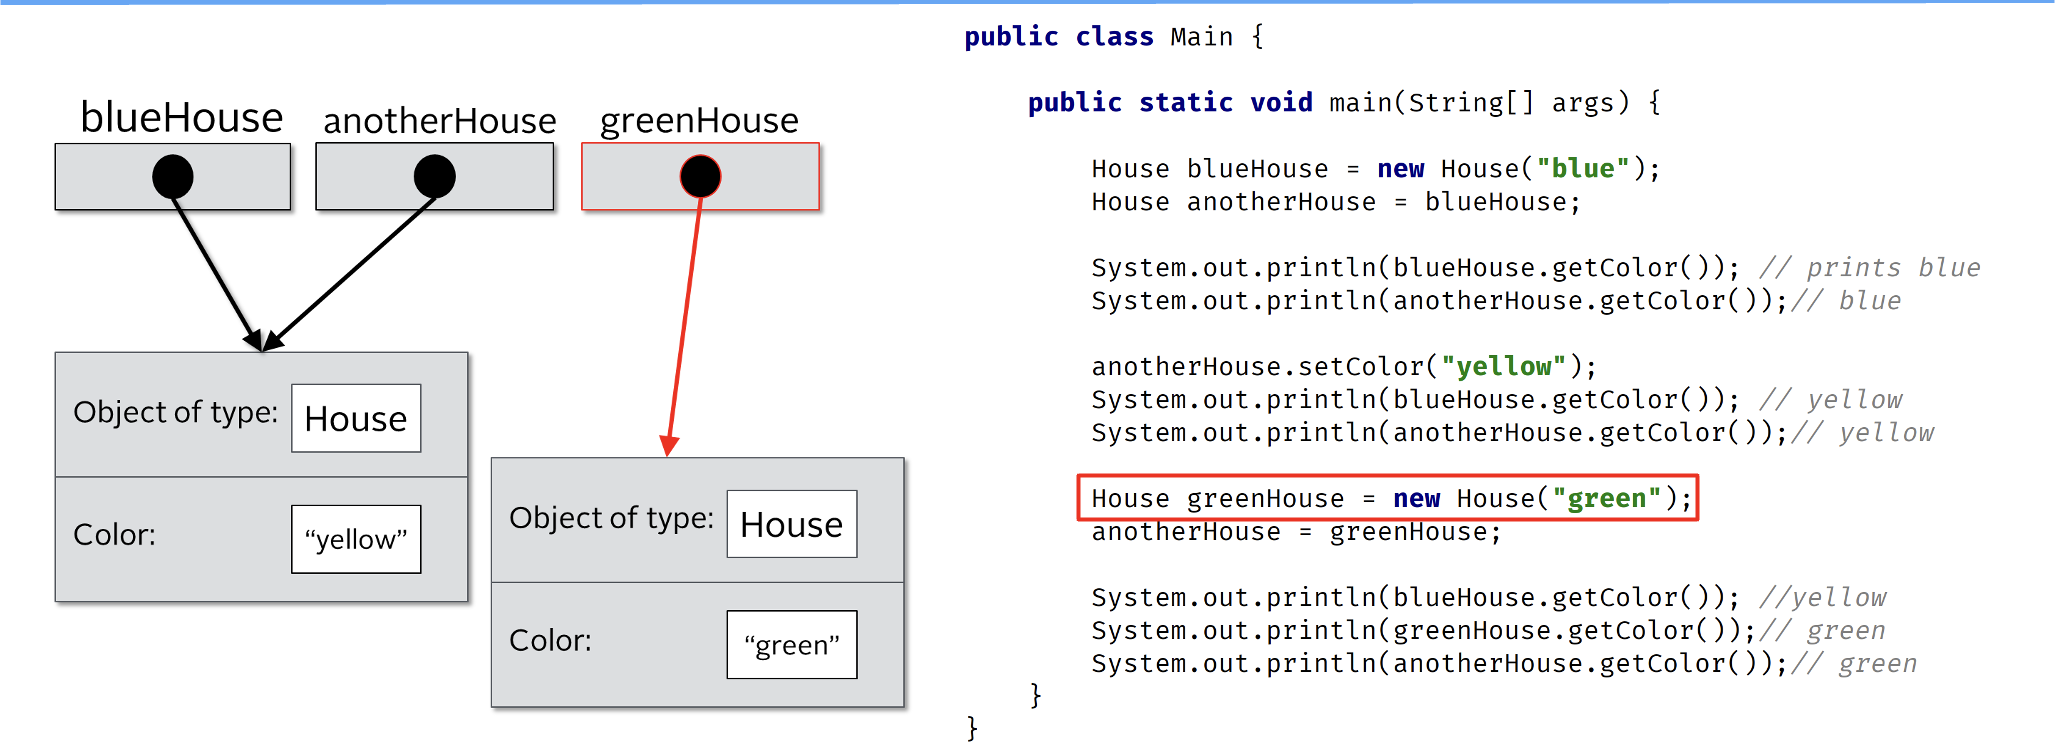 blueHouse anotherHouse greenHouse
Object of type: House
Color: “yellow”
Object of type: House
Color: “green”
public class Main {
public static void main(String[] args) {
House blueHouse = new House("blue");
House anotherHouse = blueHouse;
System.out.println(blueHouse.getColor()); // prints blue
System.out.println(anotherHouse.getColor());// blue
anotherHouse.setColor("yellow");
System.out.println(blueHouse.getColor()); // yellow
System.out.println(anotherHouse.getColor());// yellow
House greenHouse = new House("green");
anotherHouse = greenHouse;
System.out.println(blueHouse.getColor()); //yellow
System.out.println(greenHouse.getColor());// green
System.out.println(anotherHouse.getColor());// green
}
}